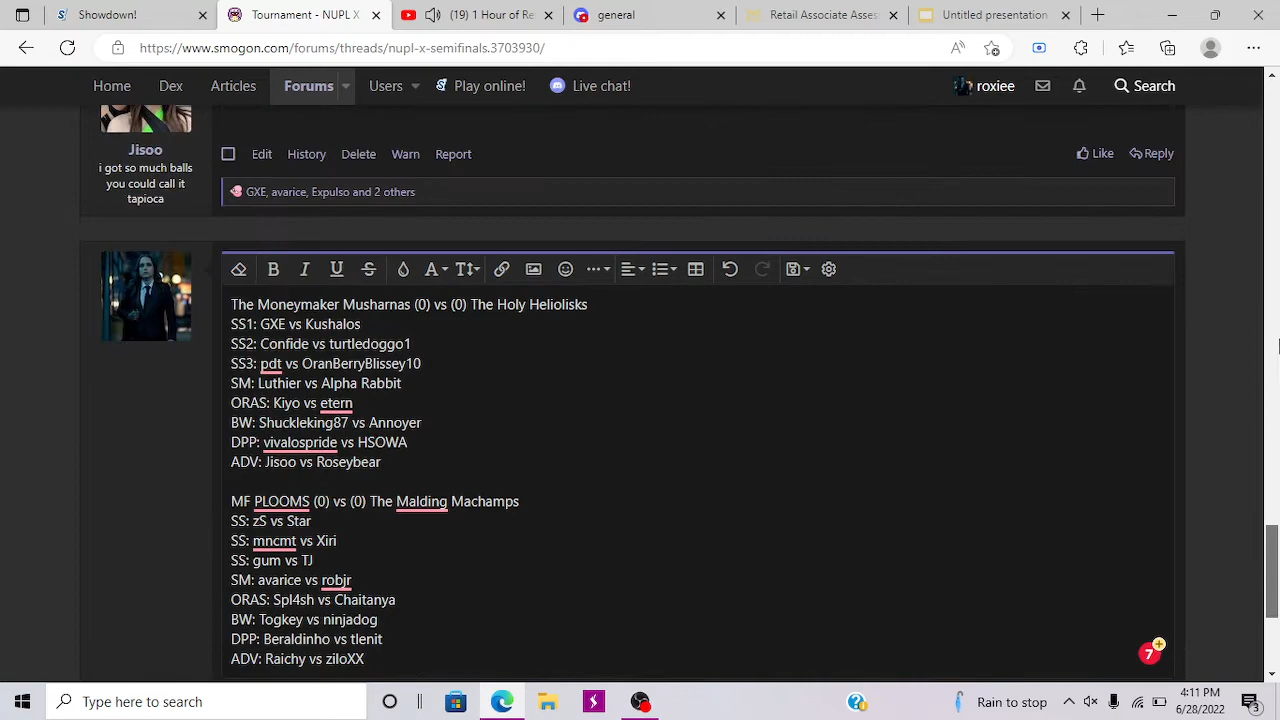 Showdown!
Tournament - NUPL X
(19) 1 Hour of Re
general
Retail Associate Asses
Untitled presentation
https://www.smogon.com/forums/threads/nupl-x-semifinals.3703930/
Home Dex Articles Forums Users Play online! Live chat! roxiee Search
Jisoo
i got so much balls
you could call it
tapioca
Edit History Delete Warn Report Like Reply
GXE, avarice, Expulso and 2 others
The Moneymaker Musharnas (0) vs (0) The Holy Heliolisks
SS1: GXE vs Kushalos
SS2: Confide vs turtledoggo1
SS3: pdt vs OranBerryBlissey10
SM: Luthier vs Alpha Rabbit
ORAS: Kiyo vs etern
BW: Shuckleking87 vs Annoyer
DPP: vivalospride vs HSOWA
ADV: Jisoo vs Roseybear
MF PLOOMS (0) vs (0) The Malding Machamps
SS: zS vs Star
SS: mncmt vs Xiri
SS: gum vs TJ
SM: avarice vs robjr
ORAS: Spl4sh vs Chaitanya
BW: Togkey vs ninjadog
DPP: Beraldinho vs tlenit
ADV: Raichy vs ziloXX
7
Type here to search
Rain to stop
4:11 PM
6/28/2022
3